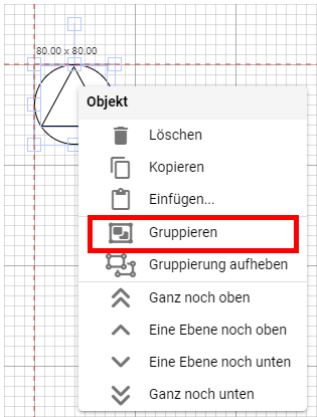 80.00 x 80.00
Objekt
Löschen
Kopieren
Einfügen...
Gruppieren
Gruppierung aufheben
Ganz noch oben
Eine Ebene noch oben
Eine Ebene noch unten
Ganz noch unten